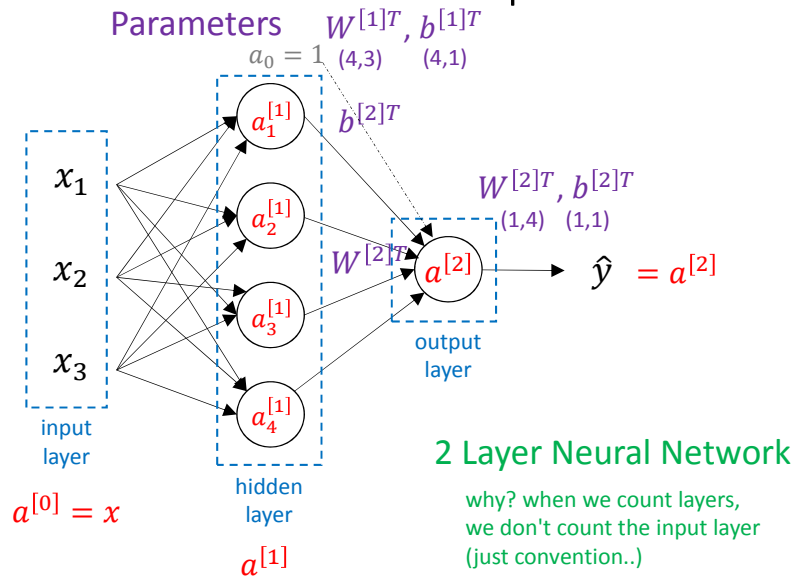 Parameters
W^{[1]T}, b^{[1]T}
(4,3) (4,1)
a_0 = 1
a_1^{[1]}
b^{[2]T}
x_1
a_2^{[1]}
W^{[2]T}, b^{[2]T}
(1,4) (1,1)
x_2
W^{[2]T}
a^{[2]}
ŷ = a^{[2]}
a_3^{[1]}
x_3
output
layer
a_4^{[1]}
input
layer
2 Layer Neural Network
hidden
layer
why? when we count layers,
we don't count the input layer
(just convention..)
a^{[0]} = x
a^{[1]}